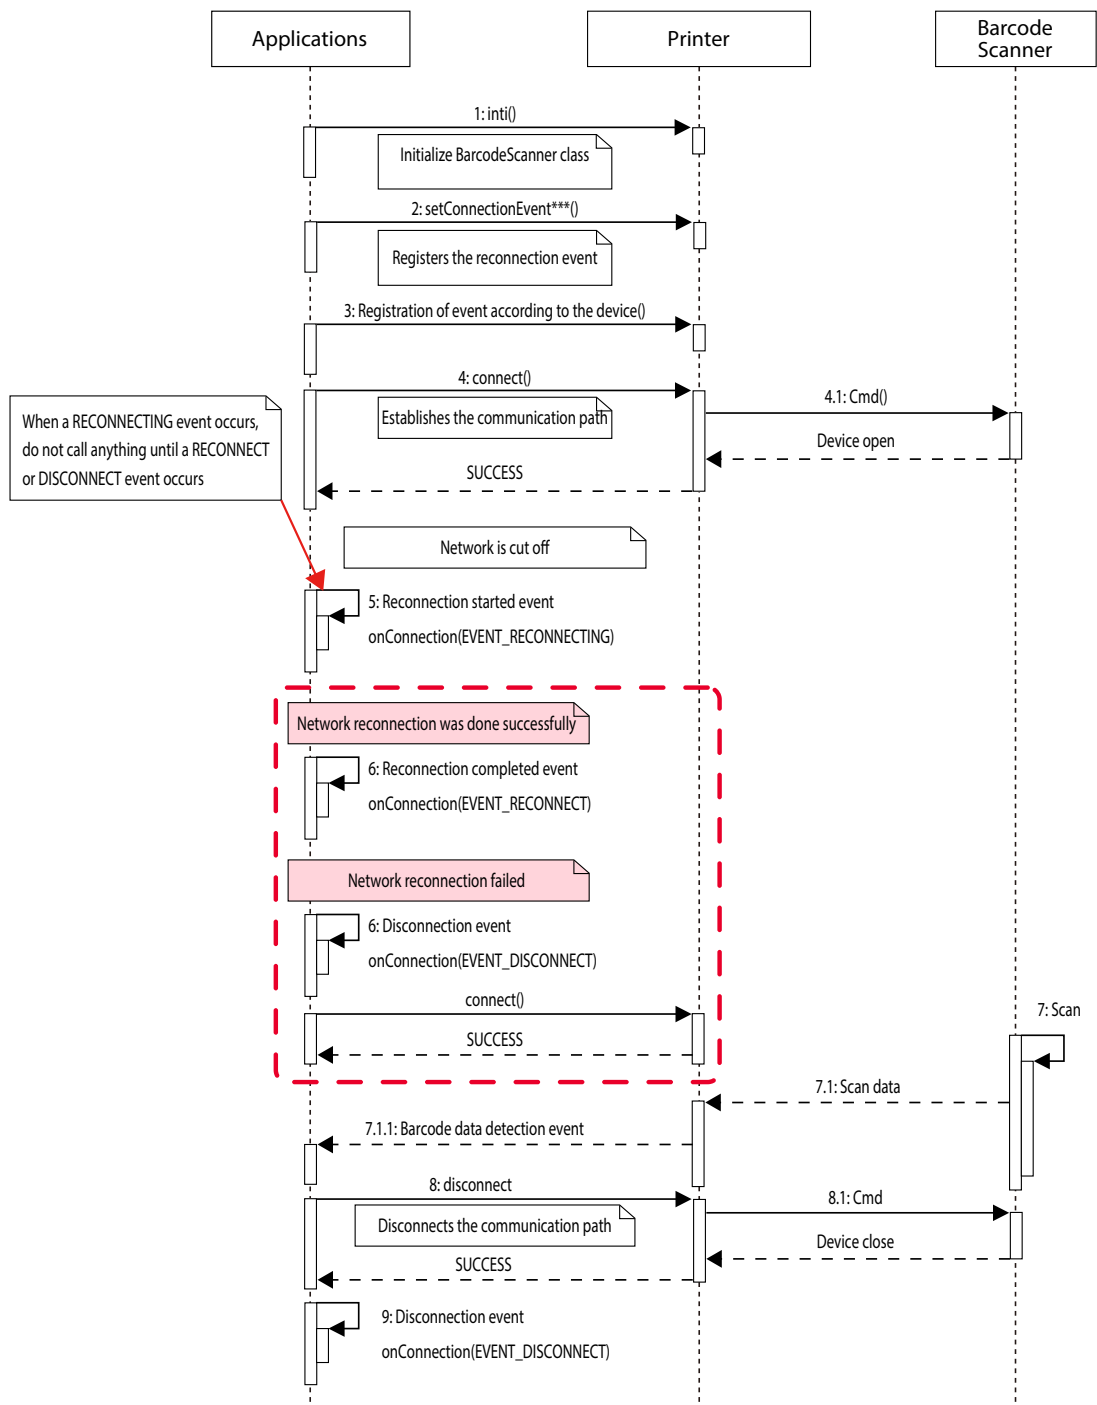 Applications
Printer
Barcode
Scanner
1: inti()
Initialize BarcodeScanner class
2: setConnectionEvent***()
Registers the reconnection event
3: Registration of event according to the device()
4: connect()
Establishes the communication path
4.1: Cmd()
Device open
SUCCESS
When a RECONNECTING event occurs,
do not call anything until a RECONNECT
or DISCONNECT event occurs
Network is cut off
5: Reconnection started event
onConnection(EVENT_RECONNECTING)
Network reconnection was done successfully
6: Reconnection completed event
onConnection(EVENT_RECONNECT)
Network reconnection failed
6: Disconnection event
onConnection(EVENT_DISCONNECT)
connect()
SUCCESS
7: Scan
7.1: Scan data
7.1.1: Barcode data detection event
8: disconnect
8.1: Cmd
Disconnects the communication path
Device close
SUCCESS
9: Disconnection event
onConnection(EVENT_DISCONNECT)